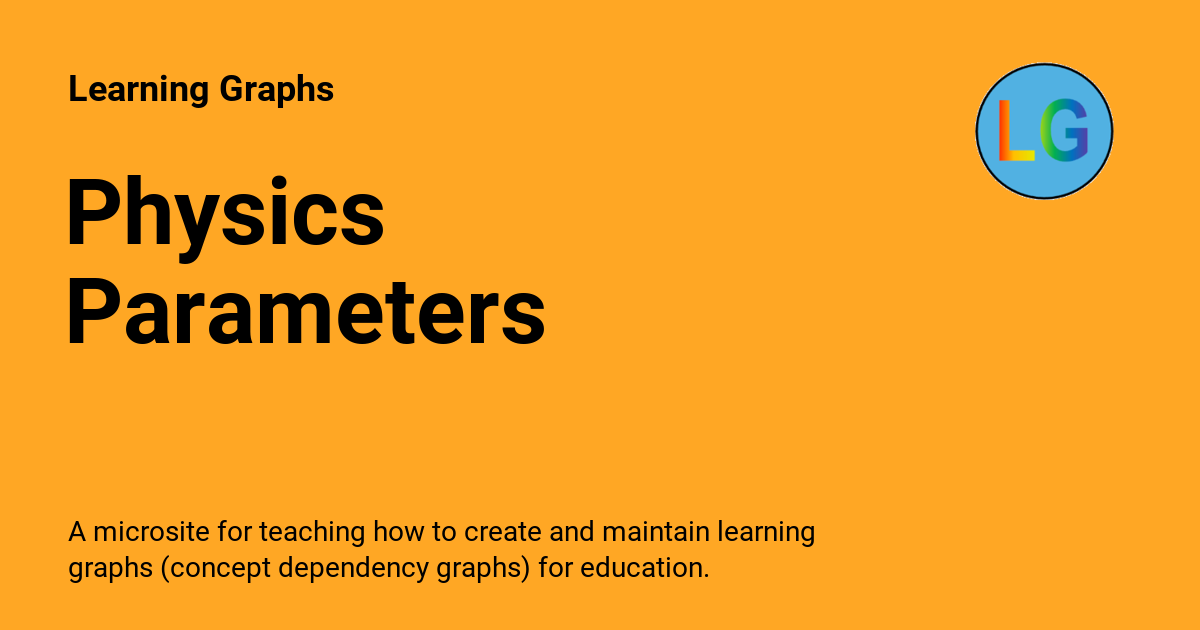 Learning Graphs
LG
Physics
Parameters
A microsite for teaching how to create and maintain learning
graphs (concept dependency graphs) for education.